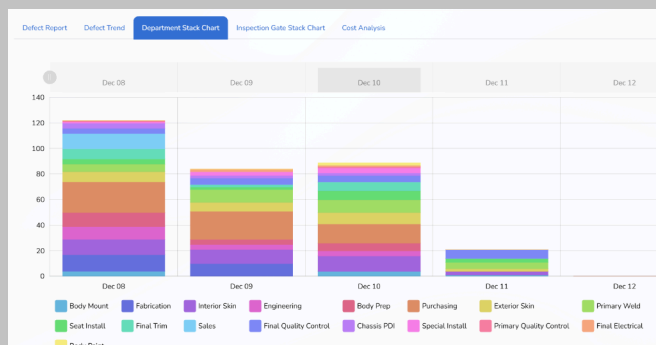 Defect Report Defect Trend Department Stack Chart Inspection Gate Stack Chart Cost Analysis
Dec 08 Dec 09 Dec 10 Dec 11 Dec 12
140
120
100
80
60
40
20
0
Dec 08 Dec 09 Dec 10 Dec 11 Dec 12
Body Mount Fabrication Interior Skin Engineering Body Prep Purchasing Exterior Skin Primary Weld
Seat Install Final Trim Sales Final Quality Control Chassis PDI Special Install Primary Quality Control Final Electrical